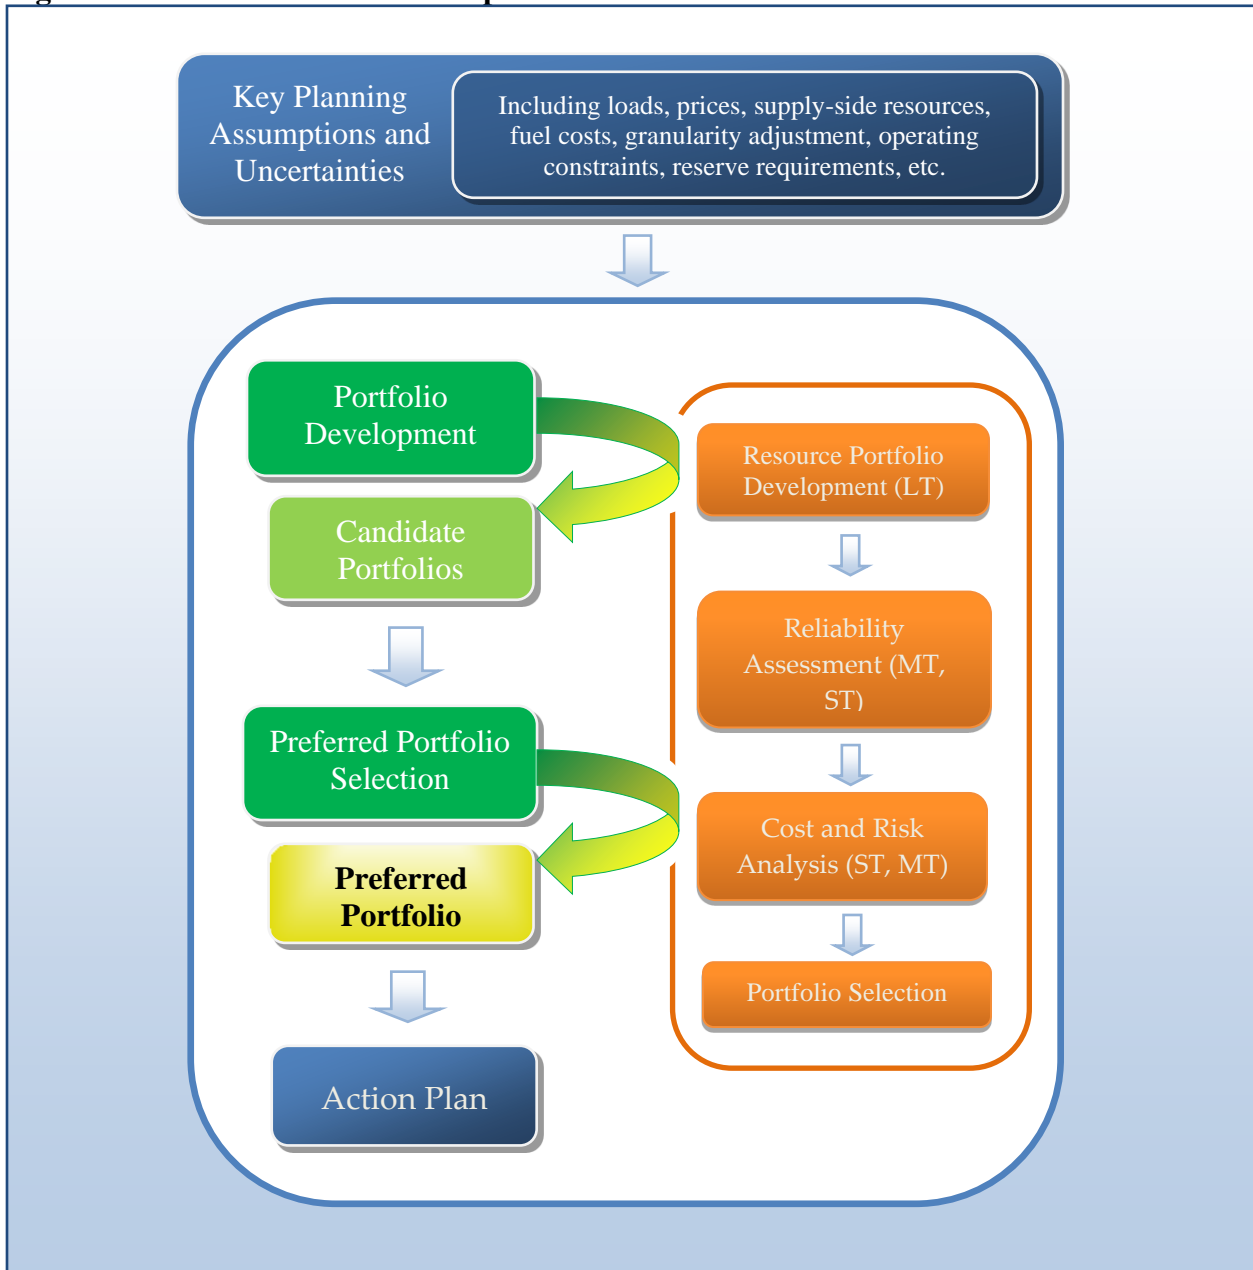 Key Planning
Assumptions and
Uncertainties
Including loads, prices, supply-side resources,
fuel costs, granularity adjustment, operating
constraints, reserve requirements, etc.
Portfolio
Development
Candidate
Portfolios
Preferred Portfolio
Selection
Preferred
Portfolio
Action Plan
Resource Portfolio
Development (LT)
Reliability
Assessment (MT,
ST)
Cost and Risk
Analysis (ST, MT)
Portfolio Selection